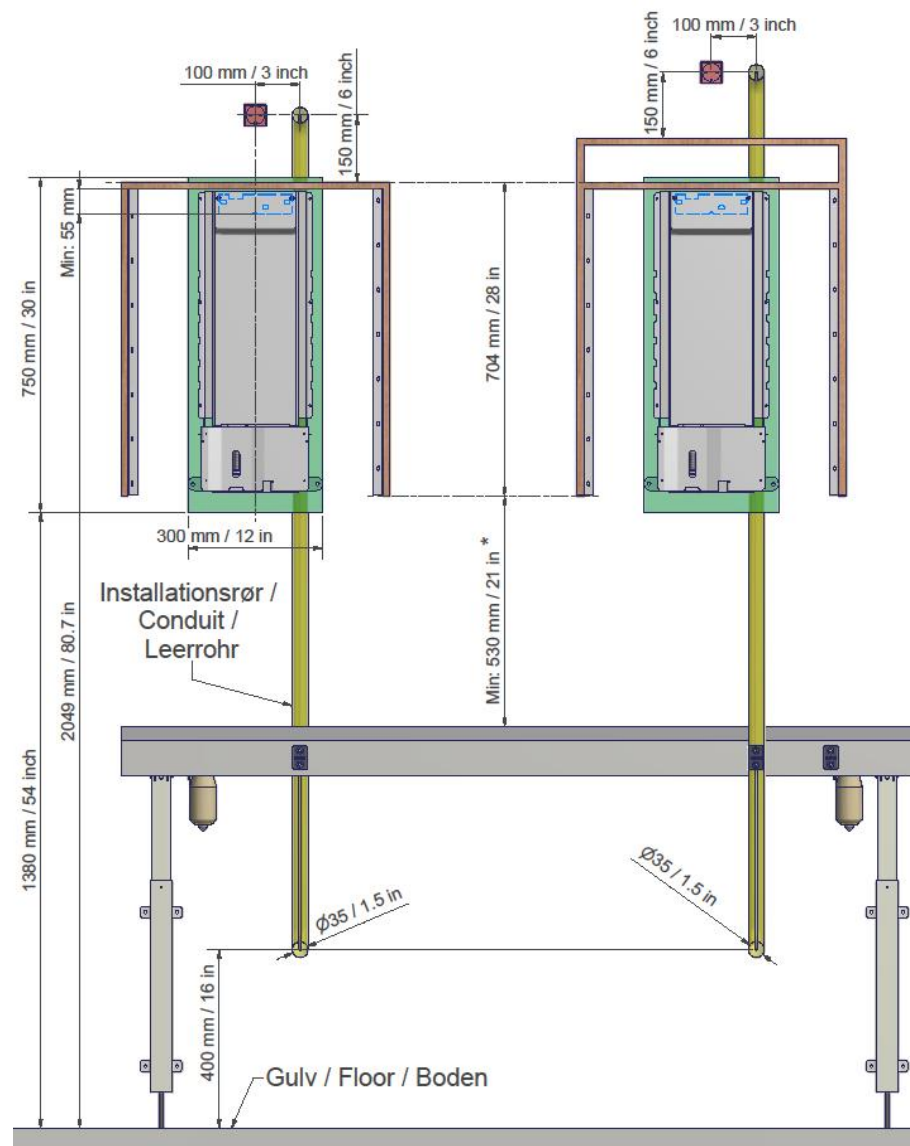 100 mm / 3 inch
150 mm / 6 inch
100 mm / 3 inch
150 mm / 6 inch
Min: 55 mm
750 mm / 30 in
704 mm / 28 in
300 mm / 12 in
Installationsrør /
Conduit /
Leerrohr
2049 mm / 80.7 in
Min: 530 mm / 21 in *
1380 mm / 54 inch
Ø35 / 1.5 in
Ø35 / 1.5 in
400 mm / 16 in
Gulv / Floor / Boden